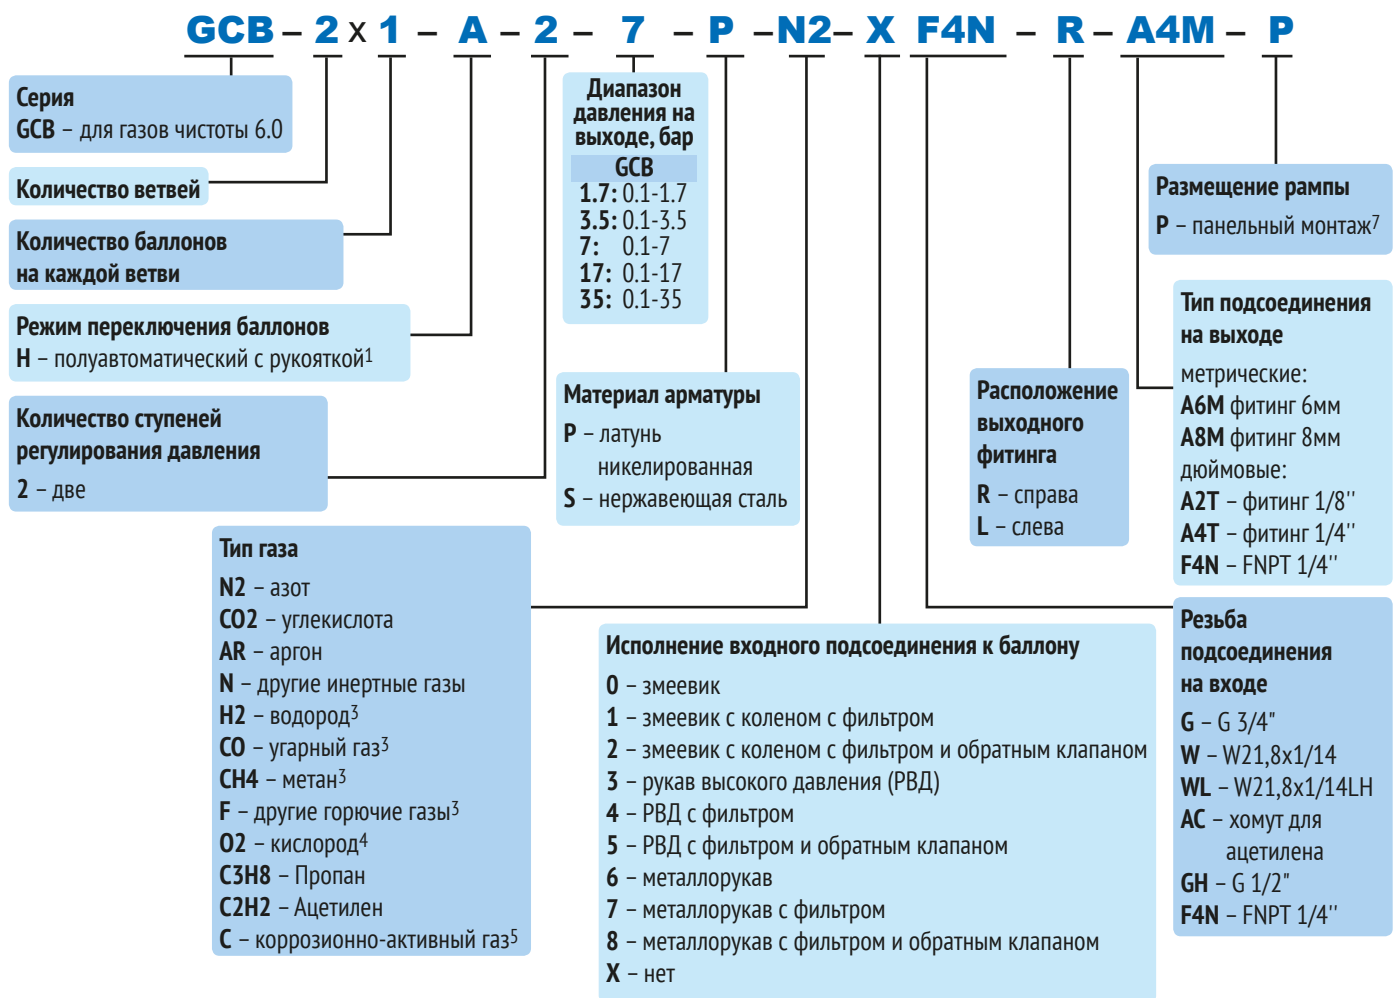 GCB – 2 x 1 – A – 2 – 7 – P – N2 – X F4N – R – A4M – P
Серия
GCB – для газов чистоты 6.0
Количество ветвей
Количество баллонов
на каждой ветви
Режим переключения баллонов
H – полуавтоматический с рукояткой1
Количество ступеней
регулирования давления
2 – две
Диапазон
давления на
выходе, бар
GCB
1.7: 0.1-1.7
3.5: 0.1-3.5
7: 0.1-7
17: 0.1-17
35: 0.1-35
Материал арматуры
P – латунь
никелированная
S – нержавеющая сталь
Тип газа
N2 – азот
CO2 – углекислота
AR – аргон
N – другие инертные газы
H2 – водород3
CO – угарный газ3
CH4 – метан3
F – другие горючие газы3
O2 – кислород4
C3H8 – Пропан
C2H2 – Ацетилен
C – коррозионно-активный газ5
Исполнение входного подсоединения к баллону
0 – змеевик
1 – змеевик с коленом с фильтром
2 – змеевик с коленом с фильтром и обратным клапаном
3 – рукав высокого давления (РВД)
4 – РВД с фильтром
5 – РВД с фильтром и обратным клапаном
6 – металлорукав
7 – металлорукав с фильтром
8 – металлорукав с фильтром и обратным клапаном
X – нет
Расположение
выходного
фитинга
R – справа
L – слева
Размещение рампы
P – панельный монтаж7
Тип подсоединения
на выходе
метрические:
A6M фитинг 6мм
A8M фитинг 8мм
дюймовые:
A2T – фитинг 1/8''
A4T – фитинг 1/4''
F4N – FNPT 1/4''
Резьба
подсоединения
на входе
G – G 3/4"
W – W21,8x1/14
WL – W21,8x1/14LH
AC – хомут для
ацетилена
GH – G 1/2"
F4N – FNPT 1/4''